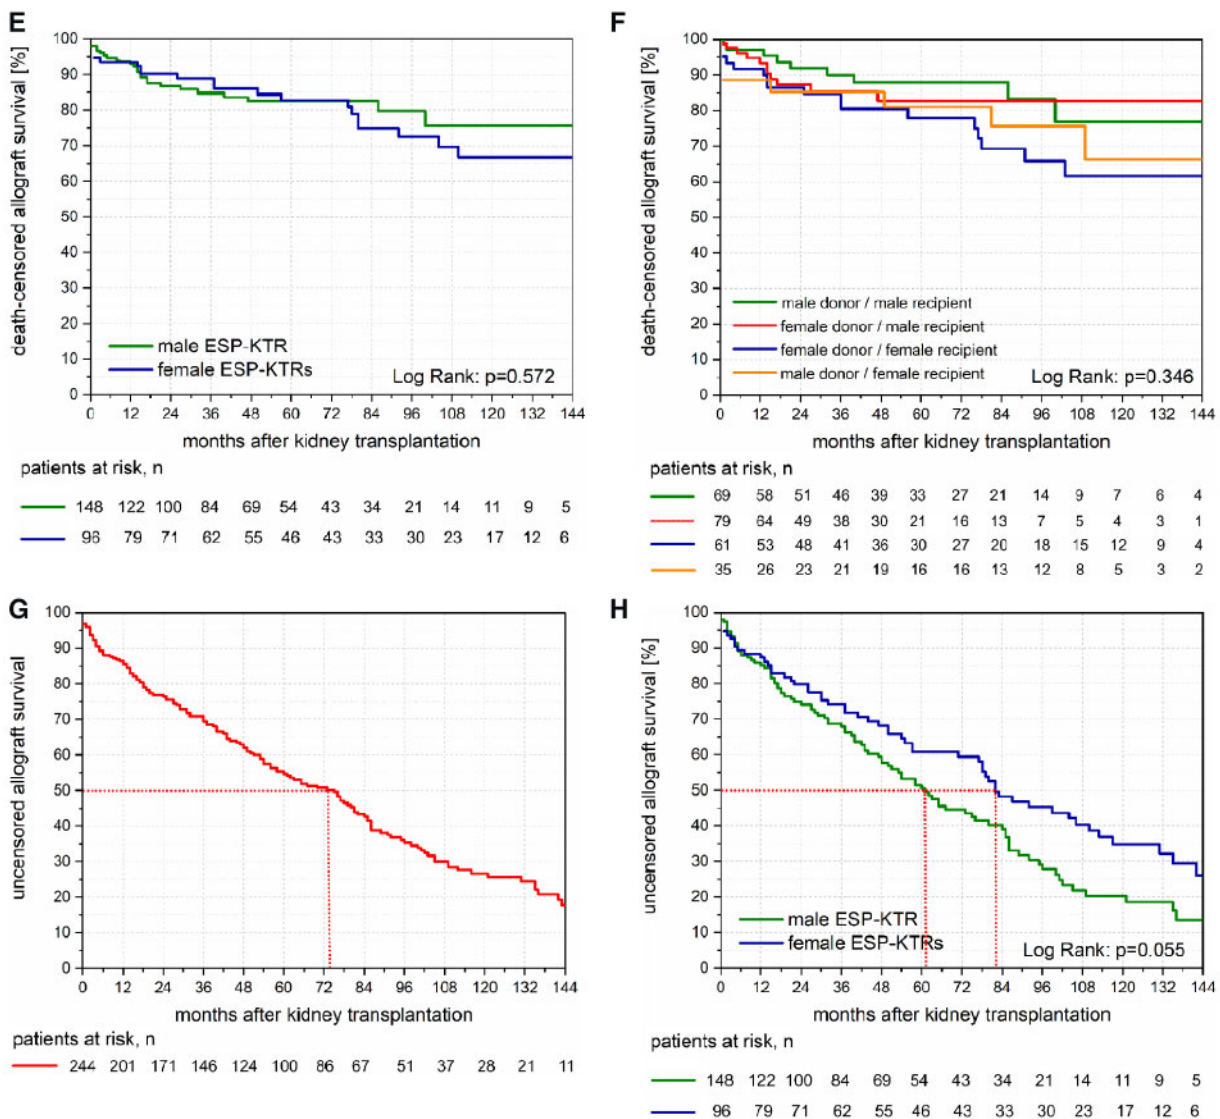 E
death-censored allograft survival [%]
100
90
80
70
60
50
40
30
20
10
0
male ESP-KTR
female ESP-KTRs
Log Rank: p=0.572
0 12 24 36 48 60 72 84 96 108 120 132 144
months after kidney transplantation
patients at risk, n
148 122 100 84 69 54 43 34 21 14 11 9 5
96 79 71 62 55 46 43 33 30 23 17 12 6
F
death-censored allograft survival [%]
100
90
80
70
60
50
40
30
20
10
0
male donor / male recipient
female donor / male recipient
female donor / female recipient
male donor / female recipient
Log Rank: p=0.346
0 12 24 36 48 60 72 84 96 108 120 132 144
months after kidney transplantation
patients at risk, n
69 58 51 46 39 33 27 21 14 9 7 6 4
79 64 49 38 30 21 16 13 7 5 4 3 1
61 53 48 41 36 30 27 20 18 15 12 9 4
35 26 23 21 19 16 16 13 12 8 5 3 2
G
uncensored allograft survival [%]
100
90
80
70
60
50
40
30
20
10
0
0 12 24 36 48 60 72 84 96 108 120 132 144
months after kidney transplantation
patients at risk, n
244 201 171 146 124 100 86 67 51 37 28 21 11
H
uncensored allograft survival [%]
100
90
80
70
60
50
40
30
20
10
0
male ESP-KTR
female ESP-KTRs
Log Rank: p=0.055
0 12 24 36 48 60 72 84 96 108 120 132 144
months after kidney transplantation
patients at risk, n
148 122 100 84 69 54 43 34 21 14 11 9 5
96 79 71 62 55 46 43 33 30 23 17 12 6